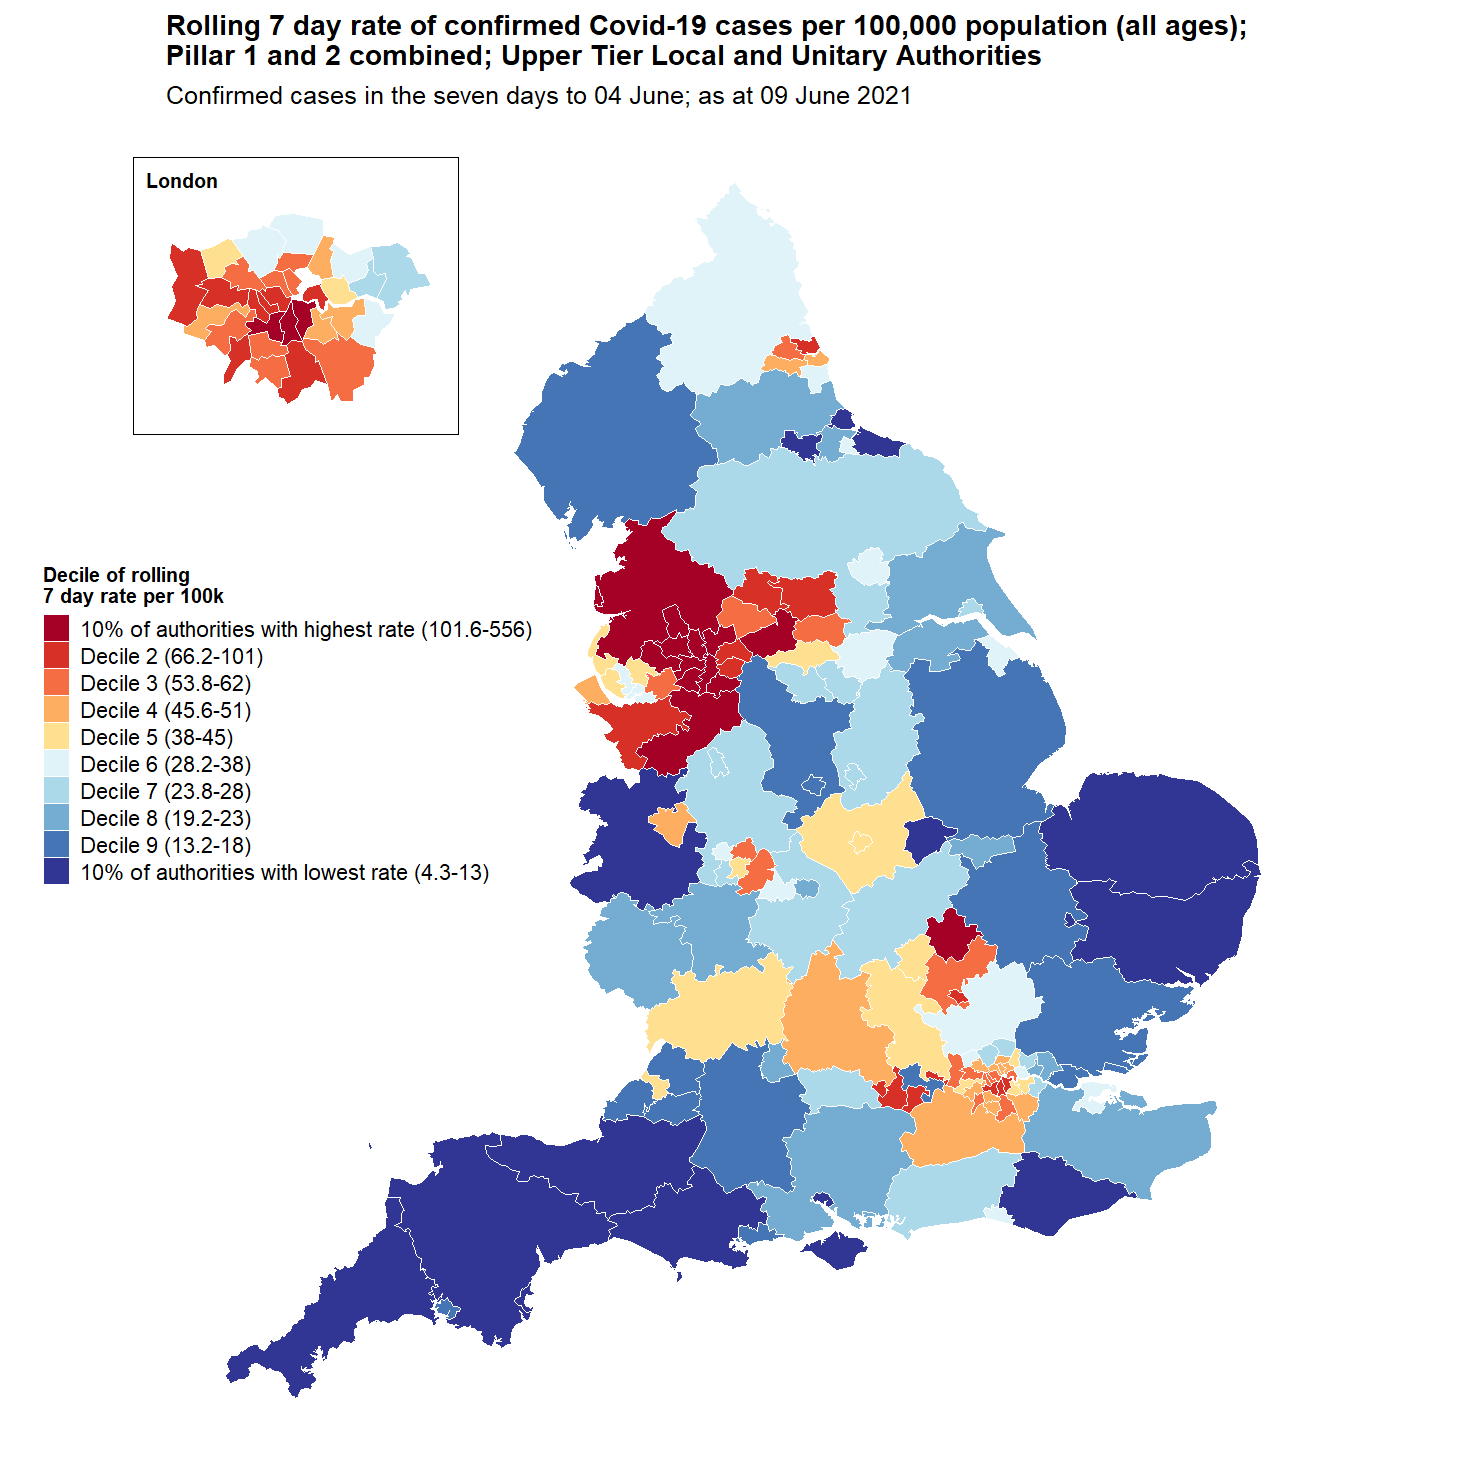 Rolling 7 day rate of confirmed Covid-19 cases per 100,000 population (all ages);
Pillar 1 and 2 combined; Upper Tier Local and Unitary Authorities
Confirmed cases in the seven days to 04 June; as at 09 June 2021
London
Decile of rolling
7 day rate per 100k
10% of authorities with highest rate (101.6-556)
Decile 2 (66.2-101)
Decile 3 (53.8-62)
Decile 4 (45.6-51)
Decile 5 (38-45)
Decile 6 (28.2-38)
Decile 7 (23.8-28)
Decile 8 (19.2-23)
Decile 9 (13.2-18)
10% of authorities with lowest rate (4.3-13)